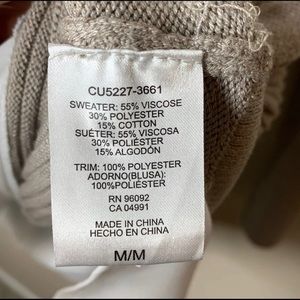 CU5227-3661
SWEATER: 55% VISCOSE
30% POLYESTER
15% COTTON
SUÉTER: 55% VISCOSA
30% POLIÉSTER
15% ALGODÓN
TRIM: 100% POLYESTER
ADORNO(BLUSA):
100%POLIÉSTER
RN 96092
CA 04991
MADE IN CHINA
HECHO EN CHINA
M/M